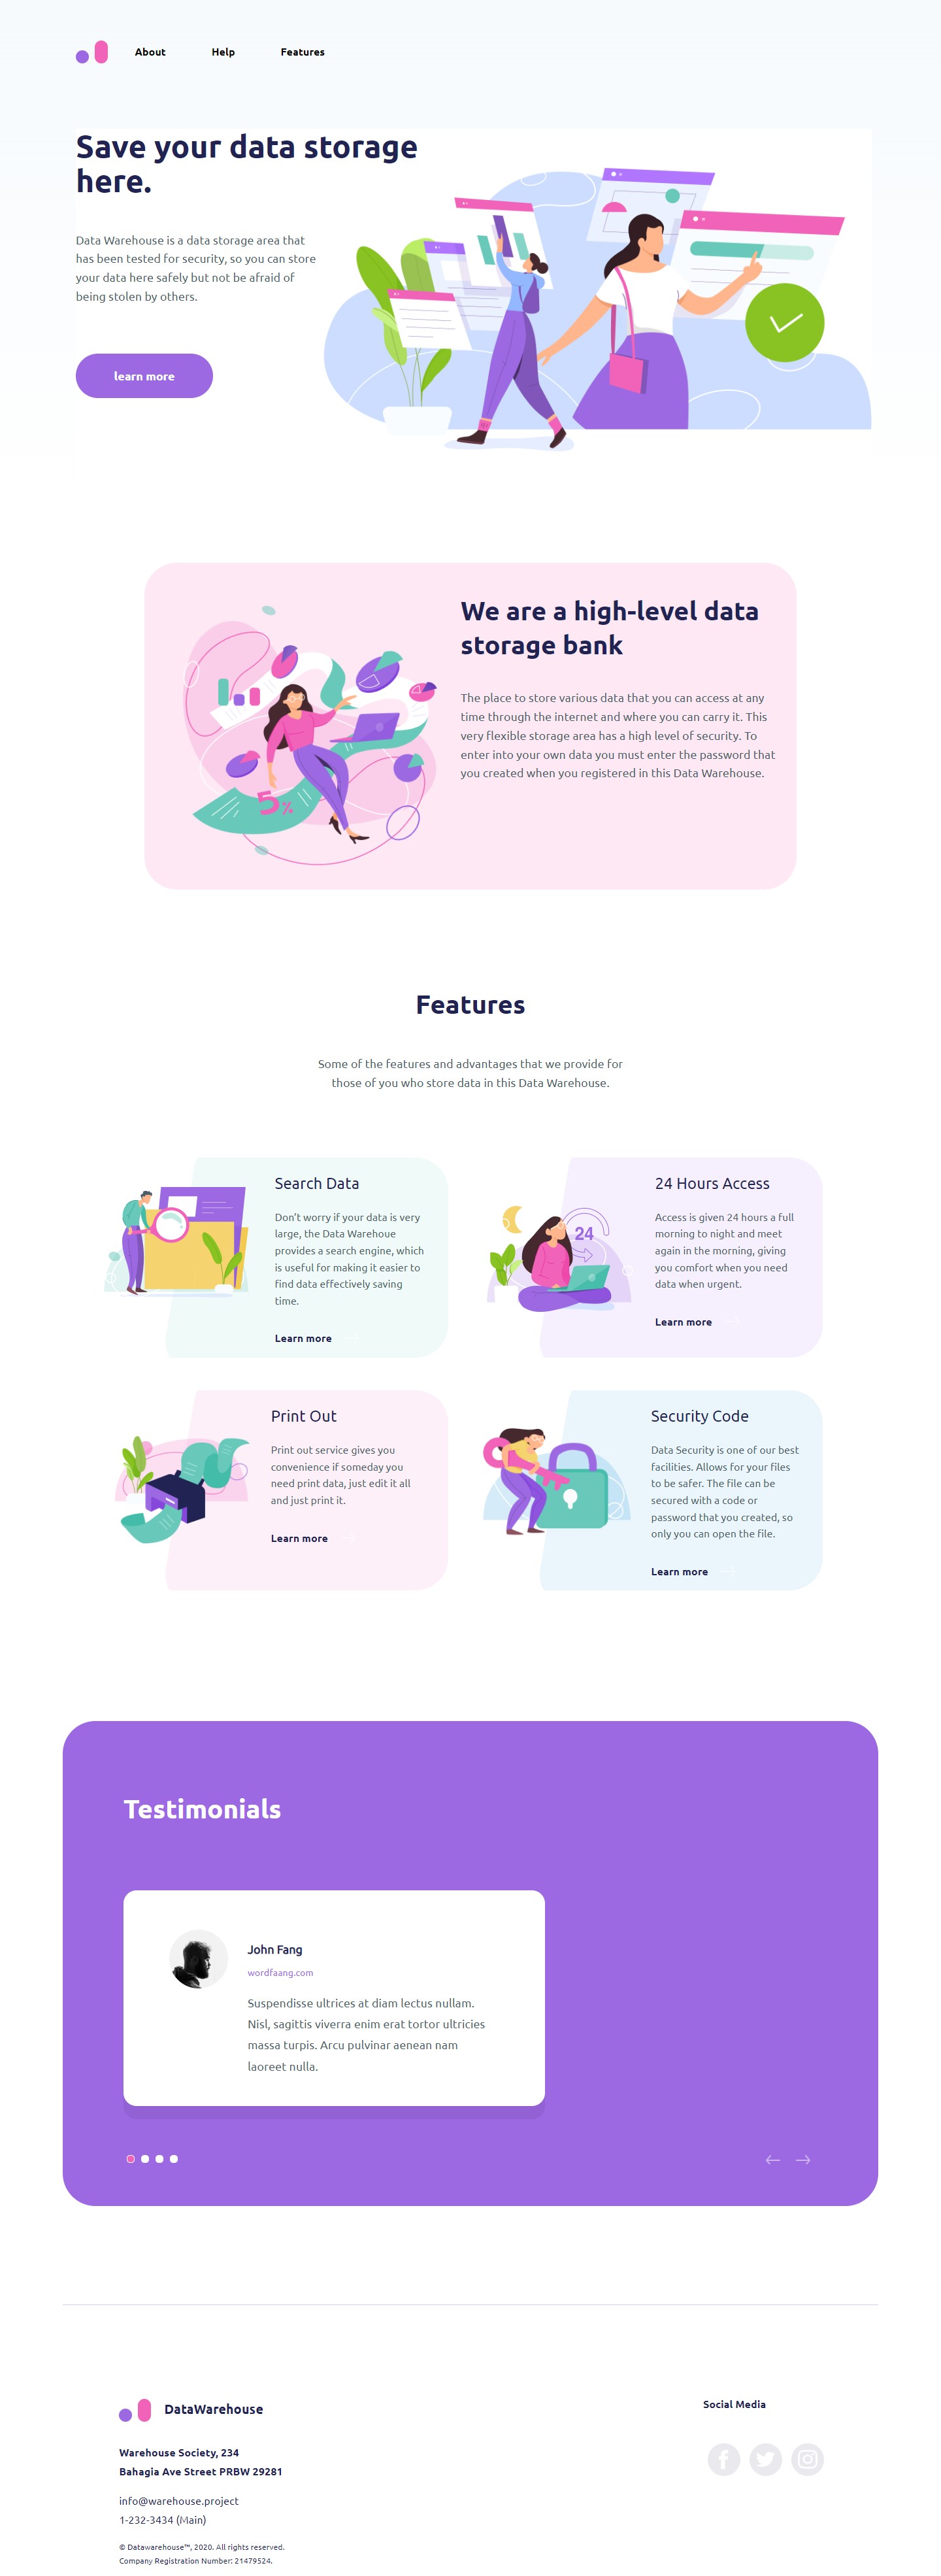 About
Help
Features
Save your data storage
here.
Data Warehouse is a data storage area that
has been tested for security, so you can store
your data here safely but not be afraid of
being stolen by others.
learn more
We are a high-level data
storage bank
The place to store various data that you can access at any
time through the internet and where you can carry it. This
very flexible storage area has a high level of security. To
enter into your own data you must enter the password that
you created when you registered in this Data Warehouse.
5%
Features
Some of the features and advantages that we provide for
those of you who store data in this Data Warehouse.
Search Data
Don't worry if your data is very
large, the Data Warehoue
provides a search engine, which
is useful for making it easier to
find data effectively saving
time.
Learn more
24 Hours Access
Access is given 24 hours a full
morning to night and meet
again in the morning, giving
you comfort when you need
data when urgent.
Learn more
24
Print Out
Print out service gives you
convenience if someday you
need print data, just edit it all
and just print it.
Learn more
Security Code
Data Security is one of our best
facilities. Allows for your files
to be safer. The file can be
secured with a code or
password that you created, so
only you can open the file.
Learn more
Testimonials
John Fang
wordfaang.com
Suspendisse ultrices at diam lectus nullam.
Nisl, sagittis viverra enim erat tortor ultricies
massa turpis. Arcu pulvinar aenean nam
laoreet nulla.
DataWarehouse
Warehouse Society, 234
Bahagia Ave Street PRBW 29281
info@warehouse.project
1-232-3434 (Main)
© Datawarehouse™, 2020. All rights reserved.
Company Registration Number: 21479524.
Social Media